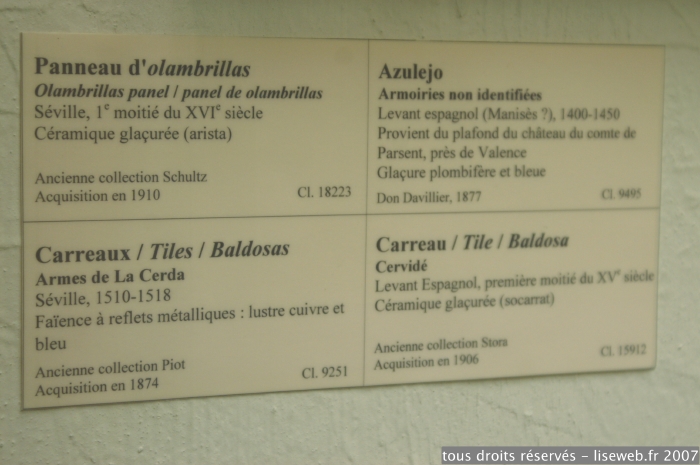 Panneau d'olambrillas
Olambrillas panel / panel de olambrillas
Séville, 1e moitié du XVIe siècle
Céramique glaçurée (arista)
Ancienne collection Schultz
Acquisition en 1910
Cl. 18223
Azulejo
Armoiries non identifiées
Levant espagnol (Manisès ?), 1400-1450
Provient du plafond du château du comte de
Parsent, près de Valence
Glaçure plombifère et bleue
Don Davillier, 1877
Cl. 9495
Carreaux / Tiles / Baldosas
Armes de La Cerda
Séville, 1510-1518
Faïence à reflets métalliques : lustre cuivre et
bleu
Ancienne collection Piot
Acquisition en 1874
Cl. 9251
Carreau / Tile / Baldosa
Cervidé
Levant Espagnol, première moitié du XVe siècle
Céramique glaçurée (socarrat)
Ancienne collection Stora
Acquisition en 1906
Cl. 15912
tous droits réservés - liseweb.fr 2007